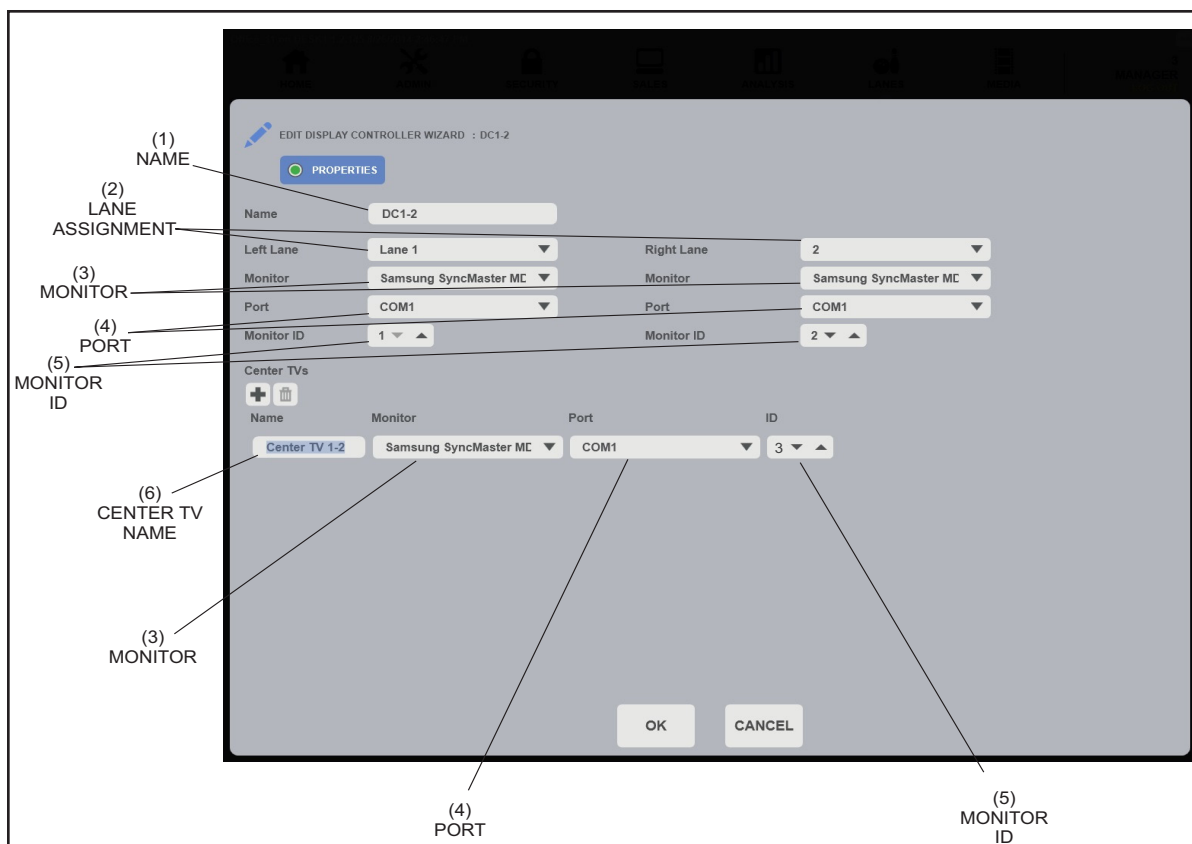 HOME ADMIN SECURITY SALES ANALYSIS LANES MEDIA MANAGER
EDIT DISPLAY CONTROLLER WIZARD : DC1-2
PROPERTIES
(1)
NAME
Name DC1-2
(2)
LANE
ASSIGNMENT
Left Lane Lane 1 Right Lane 2
(3)
MONITOR
Monitor Samsung SyncMaster MD Monitor Samsung SyncMaster MD
(4)
PORT
Port COM1 Port COM1
(5)
MONITOR
ID
Monitor ID 1 Monitor ID 2
Center TVs
Name Monitor Port ID
Center TV 1-2 Samsung SyncMaster MD COM1 3
(6)
CENTER TV
NAME
(3)
MONITOR
OK CANCEL
(4)
PORT
(5)
MONITOR
ID